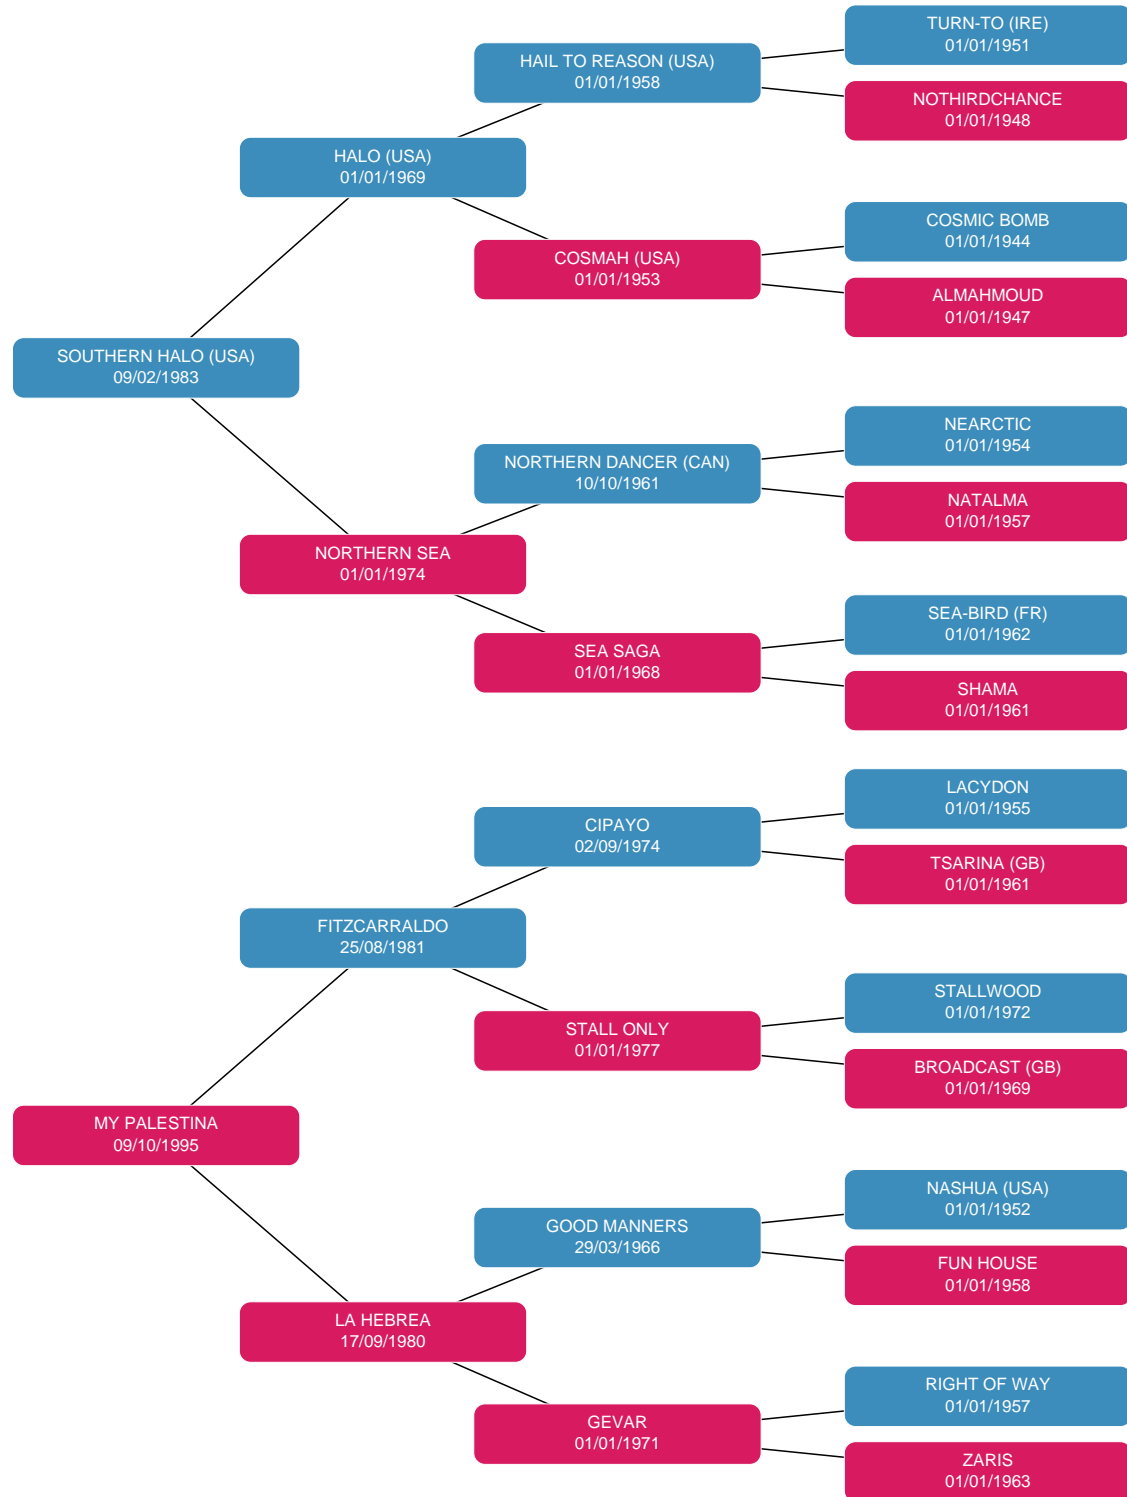 TURN-TO (IRE)
01/01/1951
HAIL TO REASON (USA)
01/01/1958
NOTHIRDCHANCE
01/01/1948
HALO (USA)
01/01/1969
COSMIC BOMB
01/01/1944
COSMAH (USA)
01/01/1953
ALMAHMOUD
01/01/1947
SOUTHERN HALO (USA)
09/02/1983
NEARCTIC
01/01/1954
NORTHERN DANCER (CAN)
10/10/1961
NATALMA
01/01/1957
NORTHERN SEA
01/01/1974
SEA-BIRD (FR)
01/01/1962
SEA SAGA
01/01/1968
SHAMA
01/01/1961
LACYDON
01/01/1955
CIPAYO
02/09/1974
TSARINA (GB)
01/01/1961
FITZCARRALDO
25/08/1981
STALLWOOD
01/01/1972
STALL ONLY
01/01/1977
BROADCAST (GB)
01/01/1969
MY PALESTINA
09/10/1995
NASHUA (USA)
01/01/1952
GOOD MANNERS
29/03/1966
FUN HOUSE
01/01/1958
LA HEBREA
17/09/1980
RIGHT OF WAY
01/01/1957
GEVAR
01/01/1971
ZARIS
01/01/1963